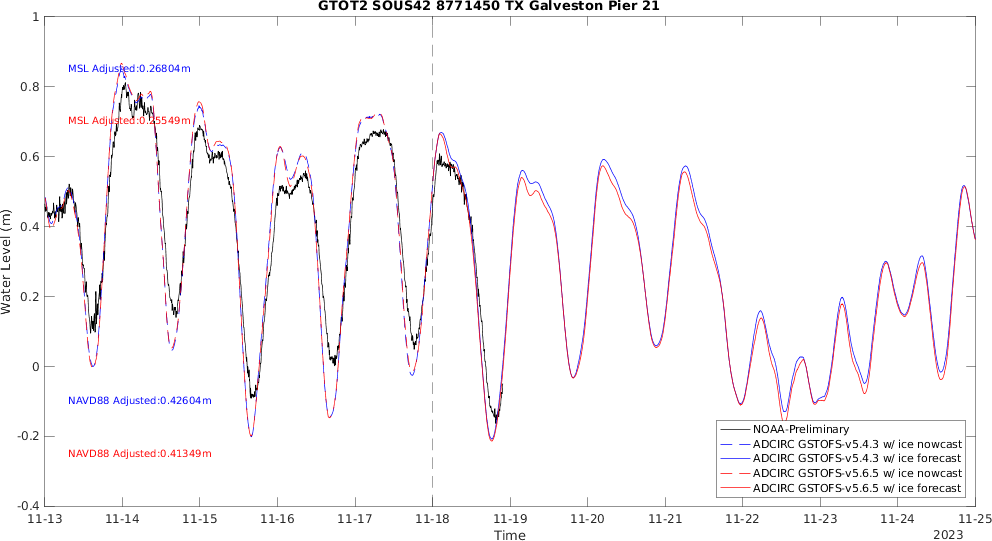 GTOT2 SOUS42 8771450 TX Galveston Pier 21
1
0.8
0.6
0.4
0.2
0
-0.2
-0.4
Water Level (m)
MSL Adjusted:0.26804m
MSL Adjusted:0.25549m
NAVD88 Adjusted:0.42604m
NAVD88 Adjusted:0.41349m
NOAA-Preliminary
ADCIRC GSTOFS-v5.4.3 w/ ice nowcast
ADCIRC GSTOFS-v5.4.3 w/ ice forecast
ADCIRC GSTOFS-v5.6.5 w/ ice nowcast
ADCIRC GSTOFS-v5.6.5 w/ ice forecast
11-13 11-14 11-15 11-16 11-17 11-18 11-19 11-20 11-21 11-22 11-23 11-24 11-25
Time
2023